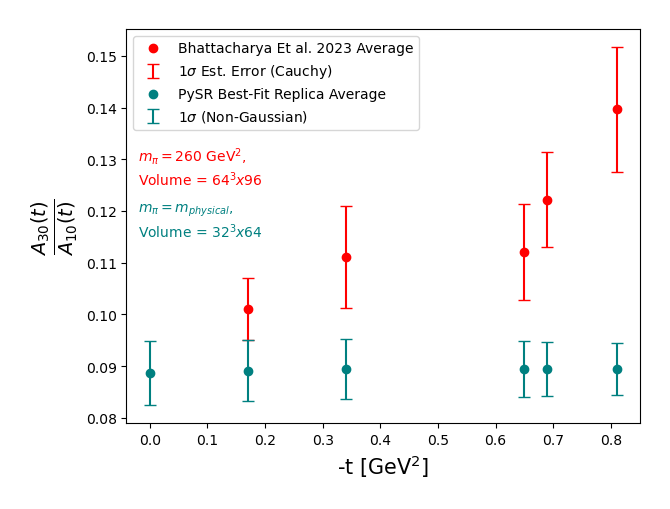 Bhattacharya Et al. 2023 Average
1σ Est. Error (Cauchy)
PySR Best-Fit Replica Average
1σ (Non-Gaussian)
m_π = 260 GeV²,
Volume = 64³x96
m_π = m_physical,
Volume = 32³x64
0.15
0.14
0.13
0.12
0.11
0.10
0.09
0.08
A₃₀(t)
A₁₀(t)
0.0 0.1 0.2 0.3 0.4 0.5 0.6 0.7 0.8
-t [GeV²]